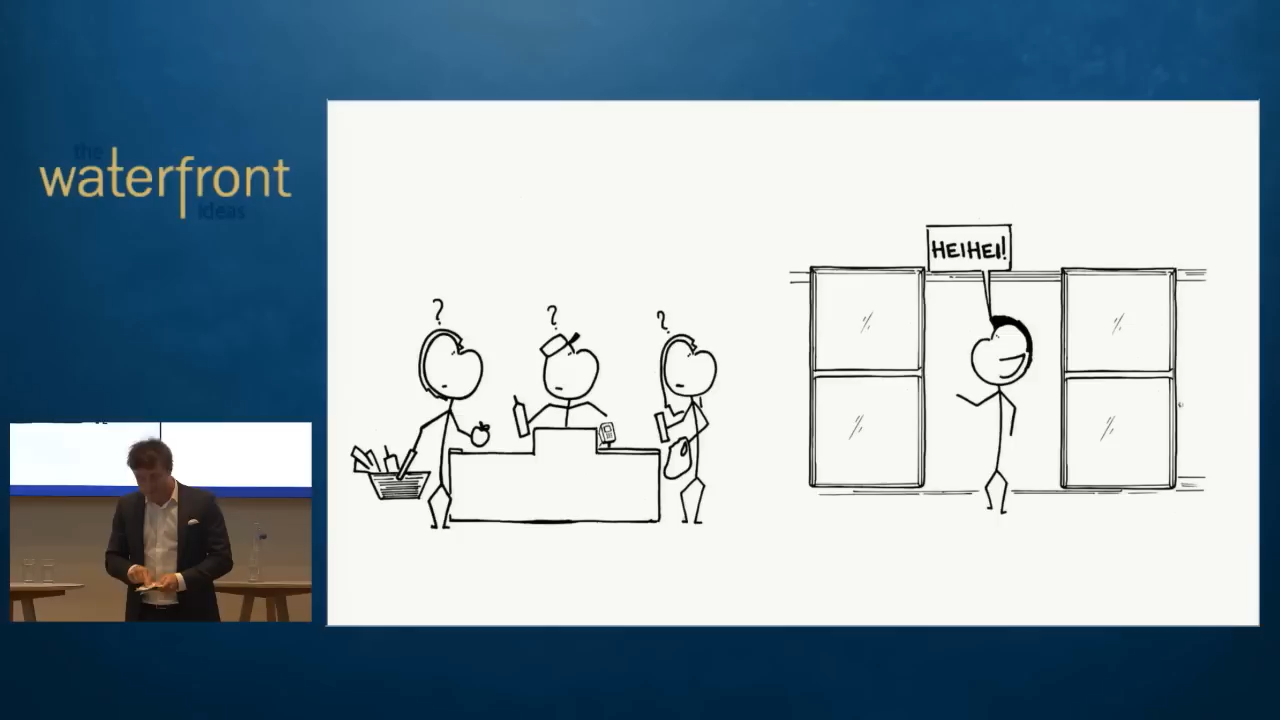 the
waterfront
ideas
HEIHEI!
?
?
?